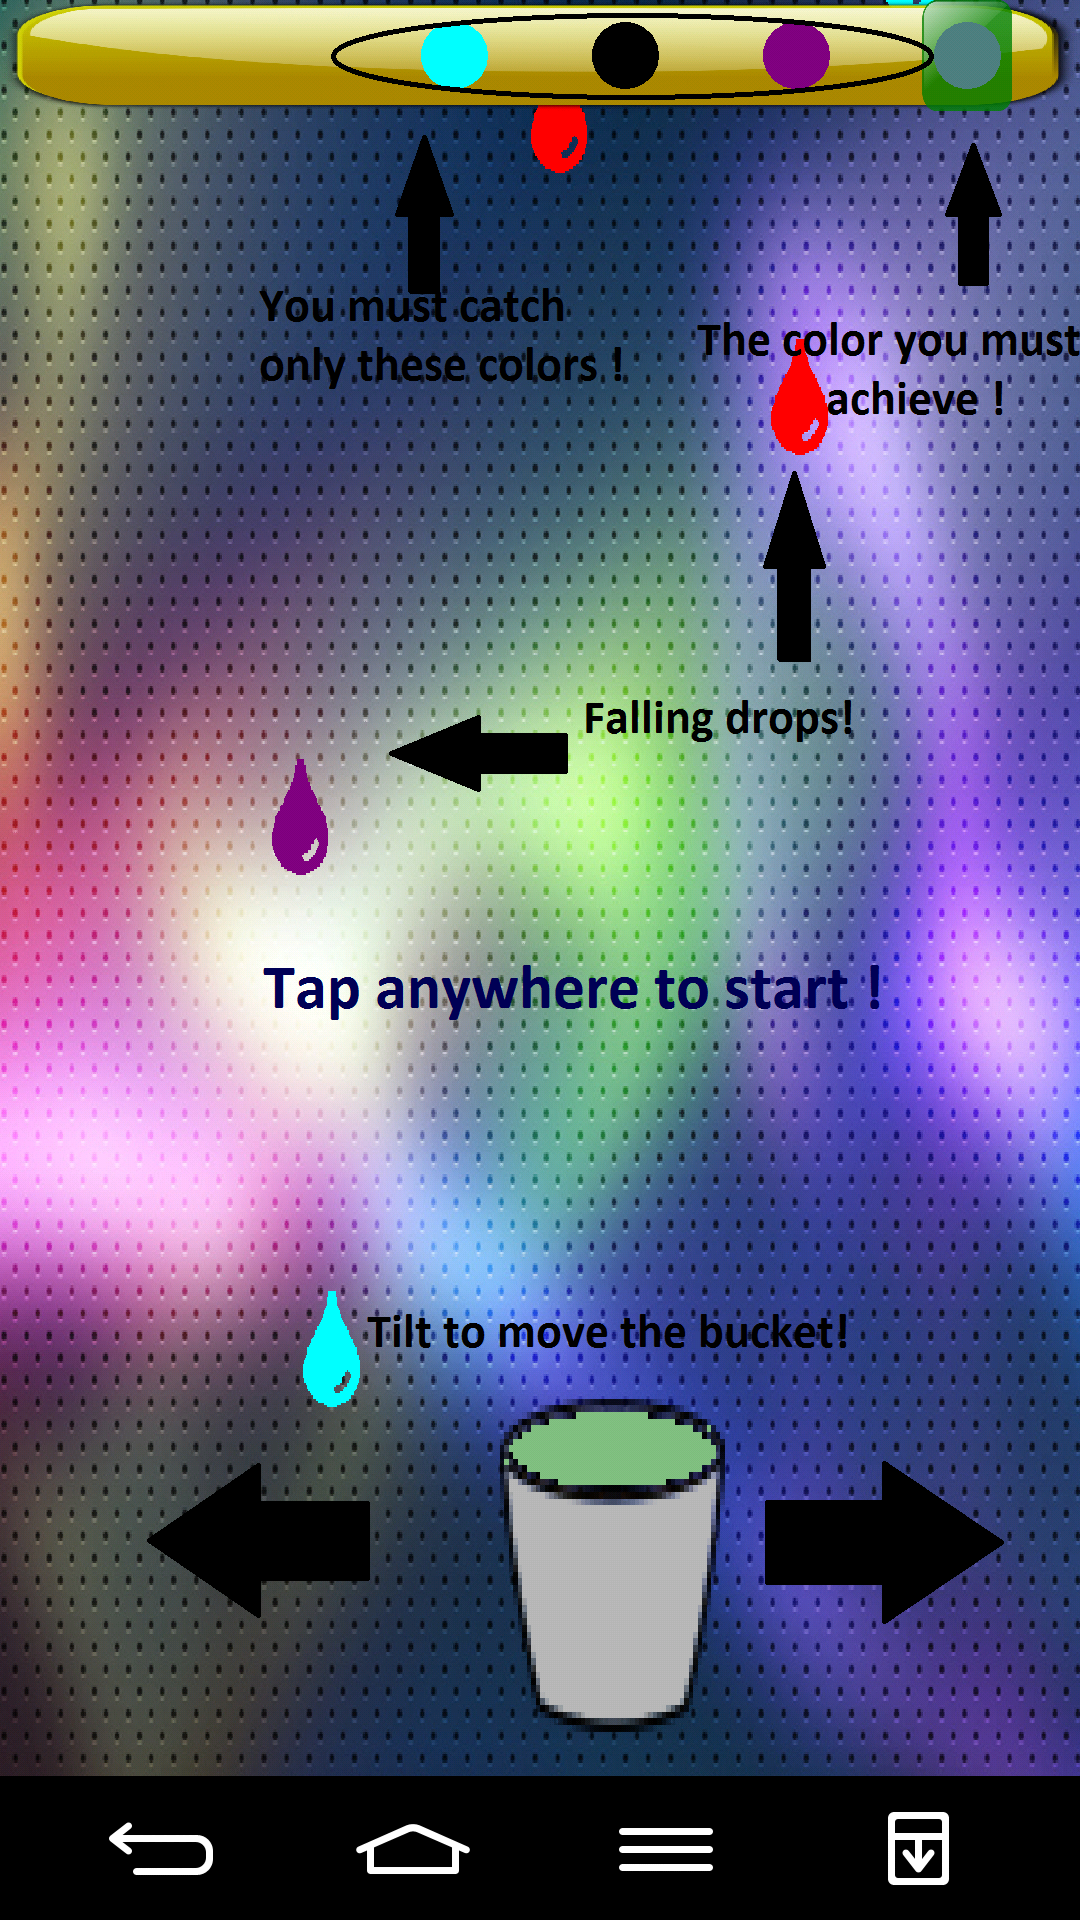 You must catch
only these colors !
The color you must
achieve !
Falling drops!
Tap anywhere to start !
Tilt to move the bucket!